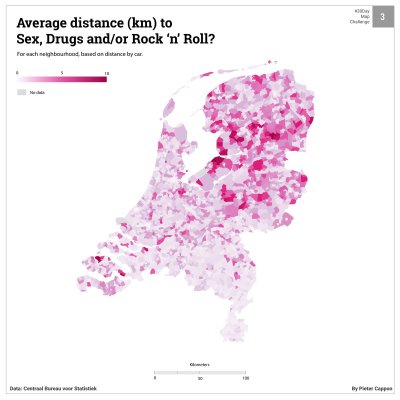 Average distance (km) to
Sex, Drugs and/or Rock ‘n’ Roll?
For each neighbourhood, based on distance by car.
#30Day
Map
Challenge
3
0 5 10
No data
Kilometers
0 50 100
Data: Centraal Bureau voor Statistiek
By Pieter Cappon